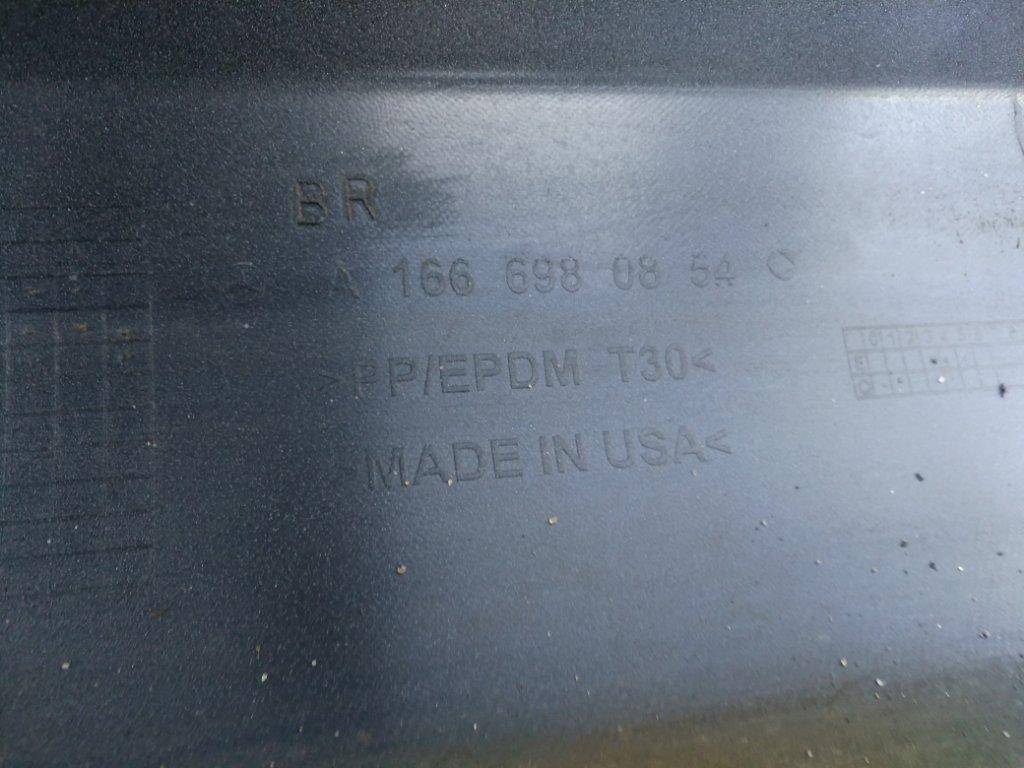 BR
A 166 698 08 54
>PP/EPDM T30<
>MADE IN USA<